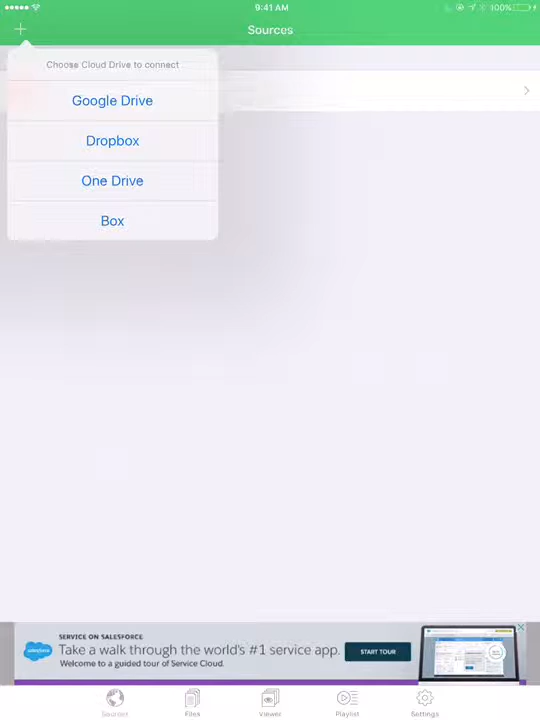 9:41 AM
100%
Sources
Choose Cloud Drive to connect
Google Drive
Dropbox
One Drive
Box
SERVICE ON SALESFORCE
Take a walk through the world's #1 service app.
Welcome to a guided tour of Service Cloud.
START TOUR
salesforce
Sources
Files
Viewer
Playlist
Settings